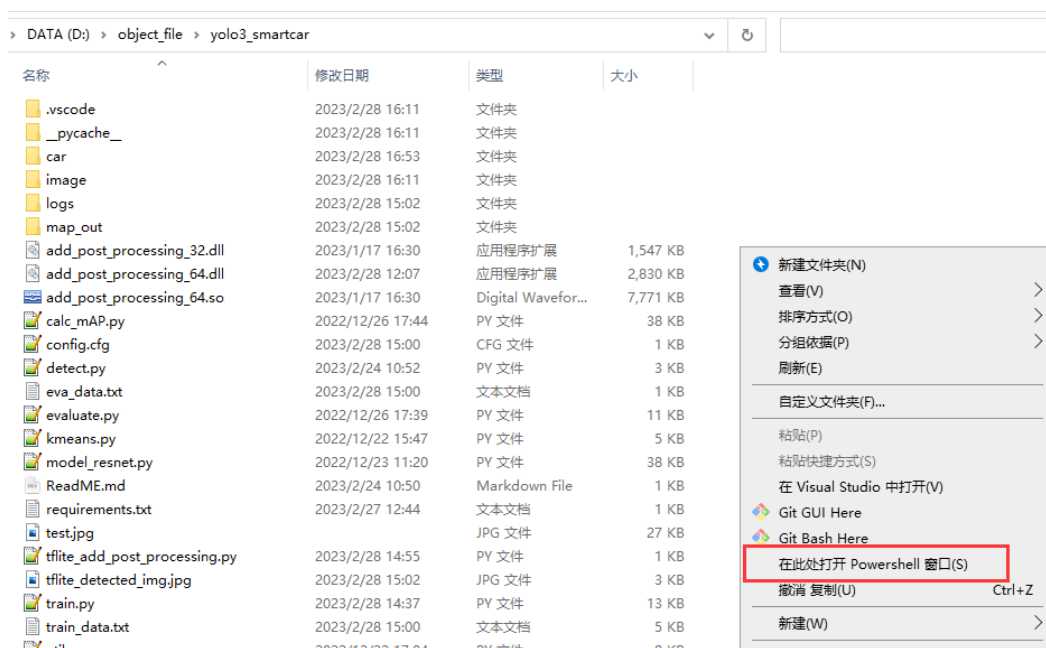 DATA (D:) > object_file > yolo3_smartcar
名称 修改日期 类型 大小
.vscode 2023/2/28 16:11 文件夹
__pycache__ 2023/2/28 16:11 文件夹
car 2023/2/28 16:53 文件夹
image 2023/2/28 16:11 文件夹
logs 2023/2/28 15:02 文件夹
map_out 2023/2/28 15:02 文件夹
add_post_processing_32.dll 2023/1/17 16:30 应用程序扩展 1,547 KB
add_post_processing_64.dll 2023/2/28 12:07 应用程序扩展 2,830 KB
add_post_processing_64.so 2023/1/17 16:30 Digital Wavefor... 7,771 KB
calc_mAP.py 2022/12/26 17:44 PY 文件 38 KB
config.cfg 2023/2/28 15:00 CFG 文件 1 KB
detect.py 2023/2/24 10:52 PY 文件 3 KB
eva_data.txt 2023/2/28 15:00 文本文档 1 KB
evaluate.py 2022/12/26 17:39 PY 文件 11 KB
kmeans.py 2022/12/22 15:47 PY 文件 5 KB
model_resnet.py 2022/12/23 11:20 PY 文件 38 KB
ReadME.md 2023/2/24 10:50 Markdown File 1 KB
requirements.txt 2023/2/27 12:44 文本文档 1 KB
test.jpg JPG 文件 27 KB
tflite_add_post_processing.py 2023/2/28 14:55 PY 文件 1 KB
tflite_detected_img.jpg 2023/2/28 15:02 JPG 文件 3 KB
train.py 2023/2/28 14:37 PY 文件 13 KB
train_data.txt 2023/2/28 15:00 文本文档 5 KB
新建文件夹(N)
查看(V)
排序方式(O)
分组依据(P)
刷新(E)
自定义文件夹(F)...
粘贴(P)
粘贴快捷方式(S)
在 Visual Studio 中打开(V)
Git GUI Here
Git Bash Here
在此处打开 Powershell 窗口(S)
撤消 复制(U) Ctrl+Z
新建(W)